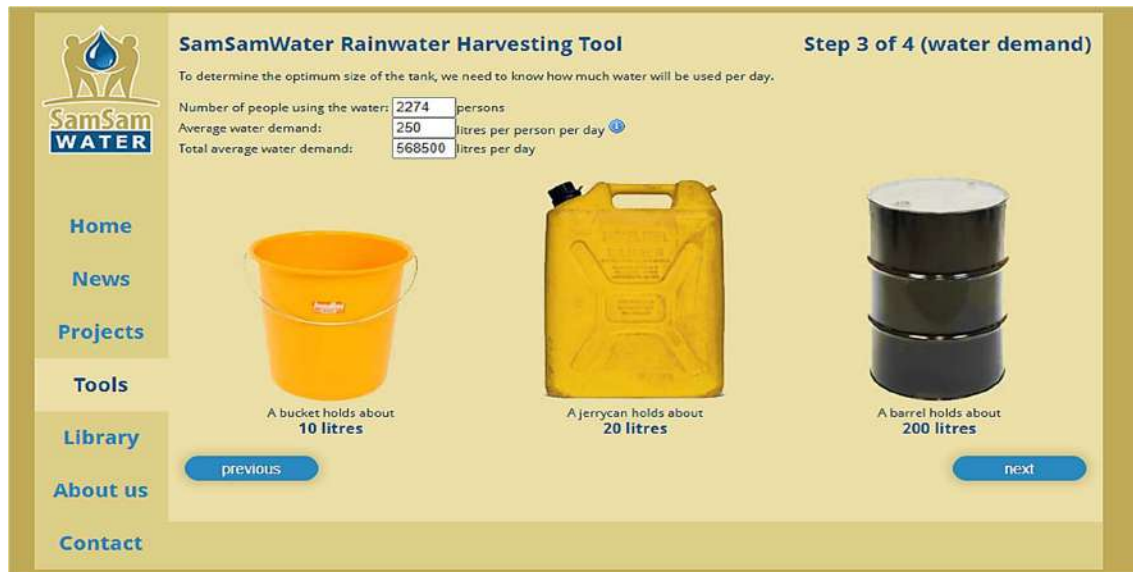 SamSam
WATER
Home
News
Projects
Tools
Library
About us
Contact
SamSamWater Rainwater Harvesting Tool
Step 3 of 4 (water demand)
To determine the optimum size of the tank, we need to know how much water will be used per day.
Number of people using the water: 2274 persons
Average water demand: 250 litres per person per day
Total average water demand: 568500 litres per day
A bucket holds about
10 litres
A jerrycan holds about
20 litres
A barrel holds about
200 litres
previous
next